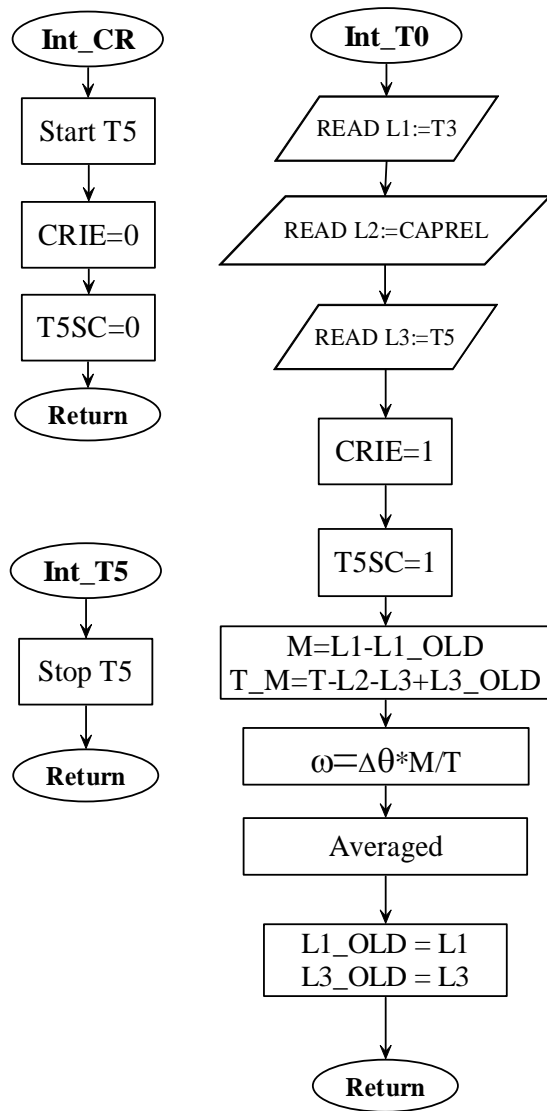 Int_CR
Start T5
CRIE=0
T5SC=0
Return
Int_T5
Stop T5
Return
Int_T0
READ L1:=T3
READ L2:=CAPREL
READ L3:=T5
CRIE=1
T5SC=1
M=L1-L1_OLD
T_M=T-L2-L3+L3_OLD
ω=Δθ*M/T
Averaged
L1_OLD = L1
L3_OLD = L3
Return